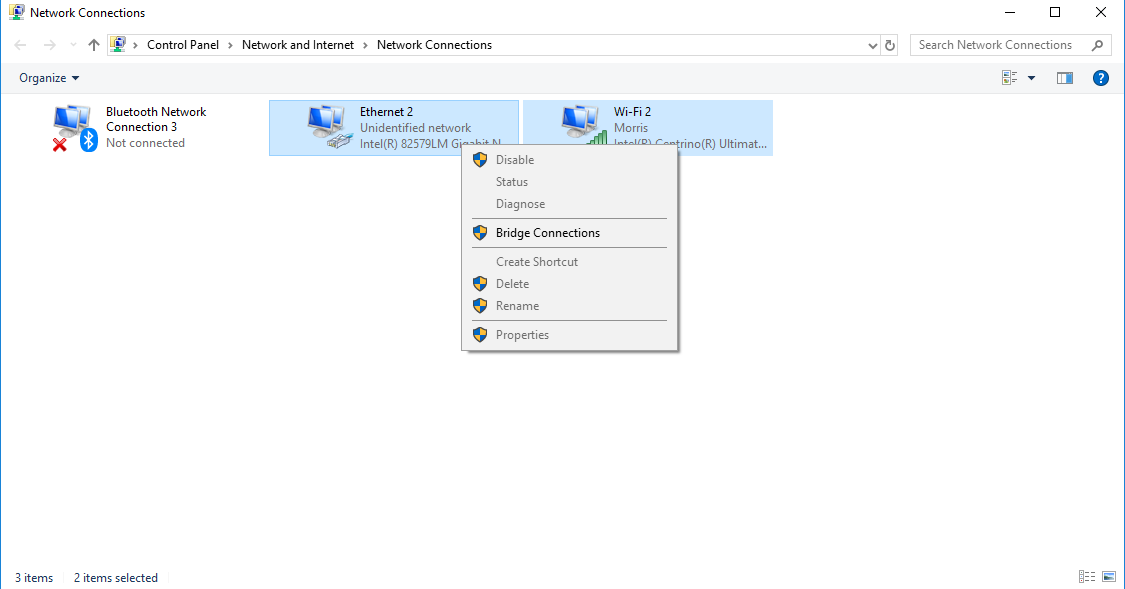 Network Connections
Control Panel > Network and Internet > Network Connections
Search Network Connections
Organize
Bluetooth Network
Connection 3
Not connected
Ethernet 2
Unidentified network
Intel(R) 82579LM Gigabit N...
Wi-Fi 2
Morris
Intel(R) Centrino(R) Ultimat...
Disable
Status
Diagnose
Bridge Connections
Create Shortcut
Delete
Rename
Properties
3 items
2 items selected